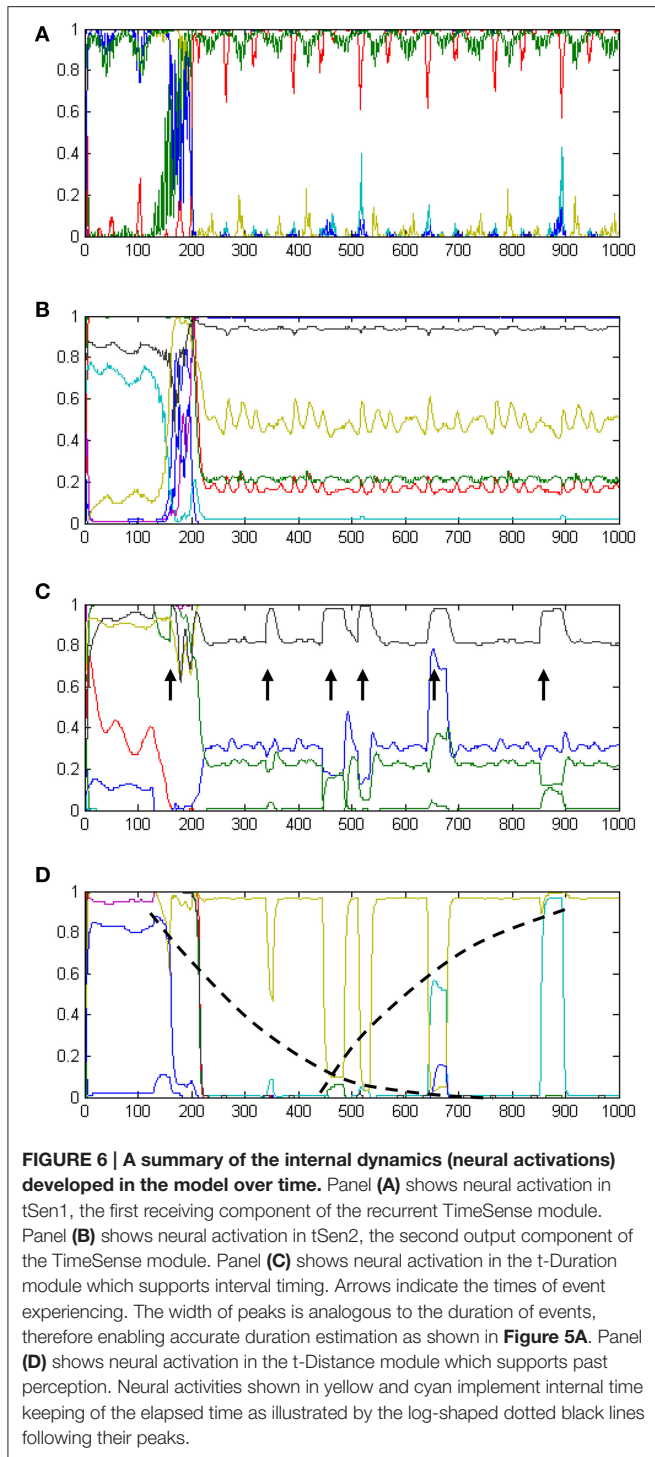 A
1
0.8
0.6
0.4
0.2
0
0 100 200 300 400 500 600 700 800 900 1000
B
1
0.8
0.6
0.4
0.2
0
0 100 200 300 400 500 600 700 800 900 1000
C
1
0.8
0.6
0.4
0.2
0
0 100 200 300 400 500 600 700 800 900 1000
D
1
0.8
0.6
0.4
0.2
0
0 100 200 300 400 500 600 700 800 900 1000
FIGURE 6 | A summary of the internal dynamics (neural activations)
developed in the model over time. Panel (A) shows neural activation in
tSen1, the first receiving component of the recurrent TimeSense module.
Panel (B) shows neural activation in tSen2, the second output component of
the TimeSense module. Panel (C) shows neural activation in the t-Duration
module which supports interval timing. Arrows indicate the times of event
experiencing. The width of peaks is analogous to the duration of events,
therefore enabling accurate duration estimation as shown in Figure 5A. Panel
(D) shows neural activation in the t-Distance module which supports past
perception. Neural activities shown in yellow and cyan implement internal time
keeping of the elapsed time as illustrated by the log-shaped dotted black lines
following their peaks.